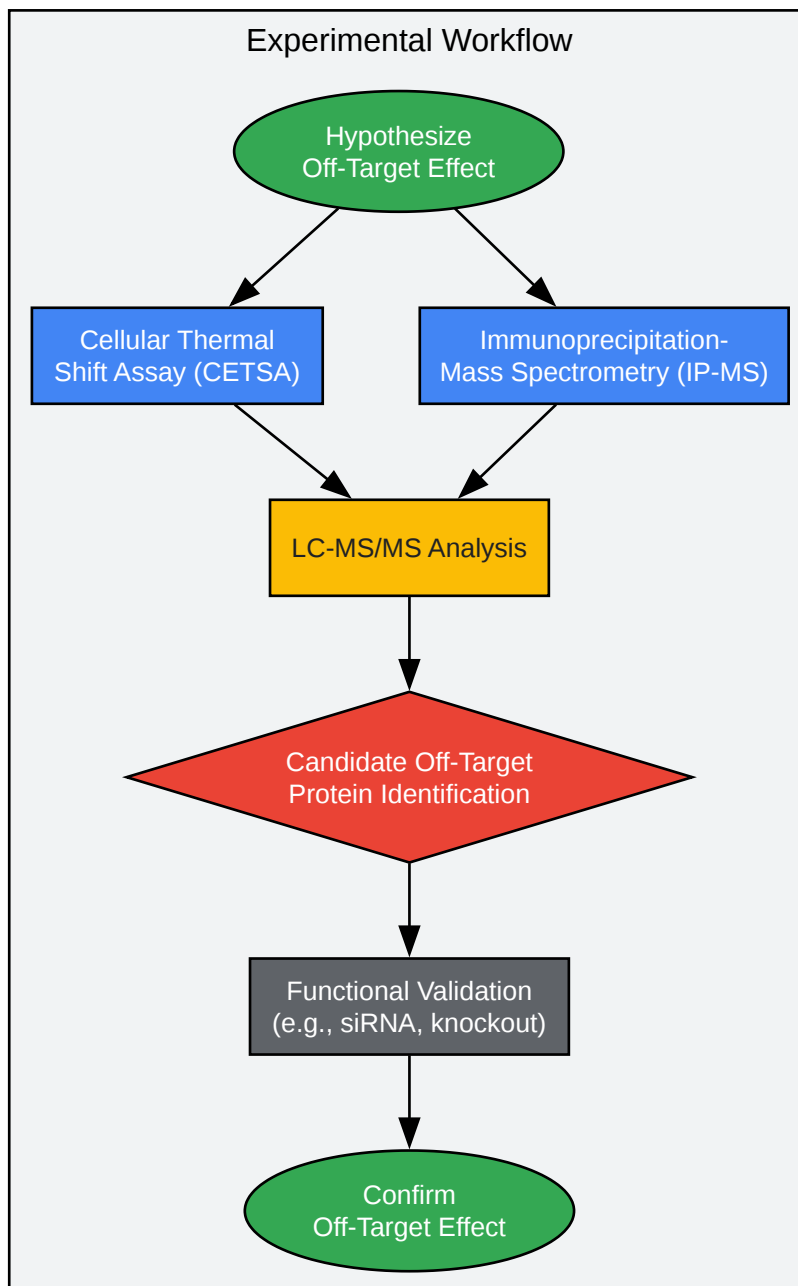 Experimental Workflow
Hypothesize
Off-Target Effect
Cellular Thermal
Shift Assay (CETSA)
Immunoprecipitation-
Mass Spectrometry (IP-MS)
LC-MS/MS Analysis
Candidate Off-Target
Protein Identification
Functional Validation
(e.g., siRNA, knockout)
Confirm
Off-Target Effect